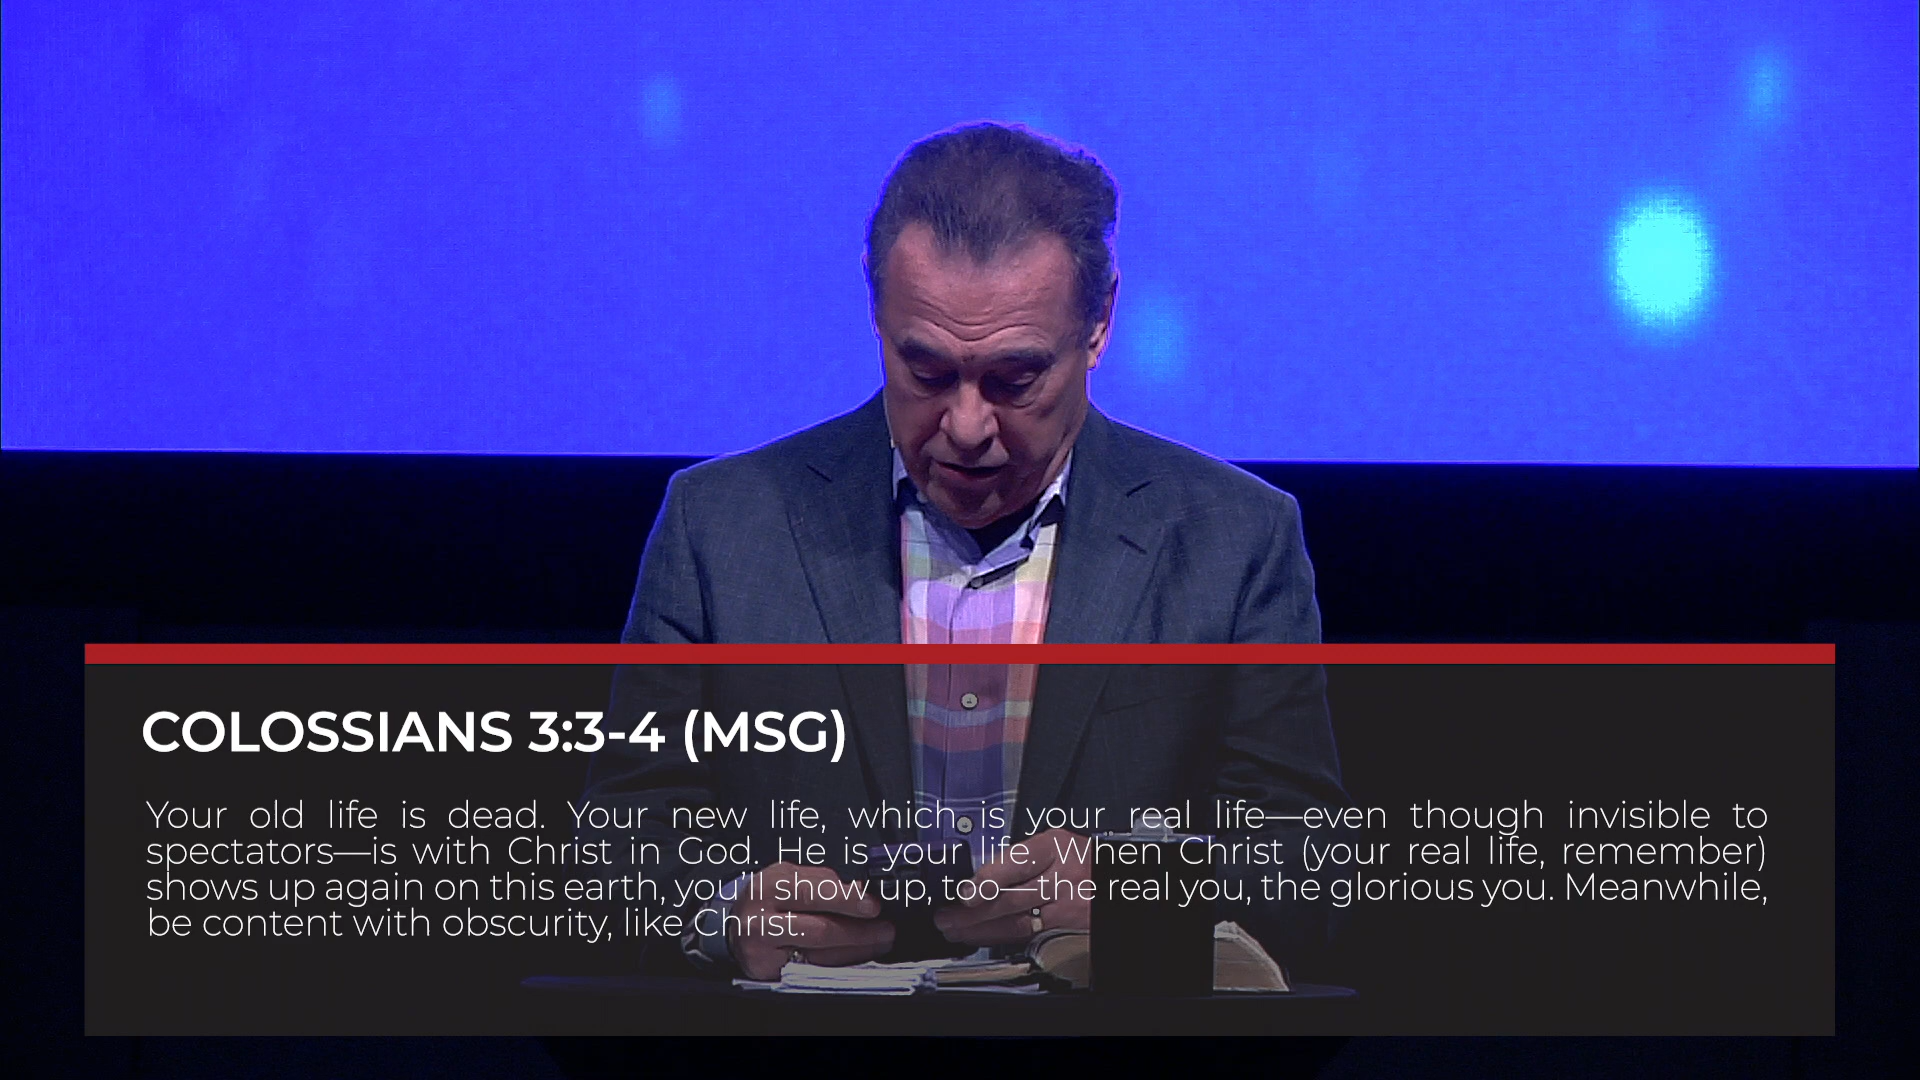 COLOSSIANS 3:3-4 (MSG)
Your old life is dead. Your new life, which is your real life—even though invisible to
spectators—is with Christ in God. He is your life. When Christ (your real life, remember)
shows up again on this earth, you'll show up, too—the real you, the glorious you. Meanwhile,
be content with obscurity, like Christ.